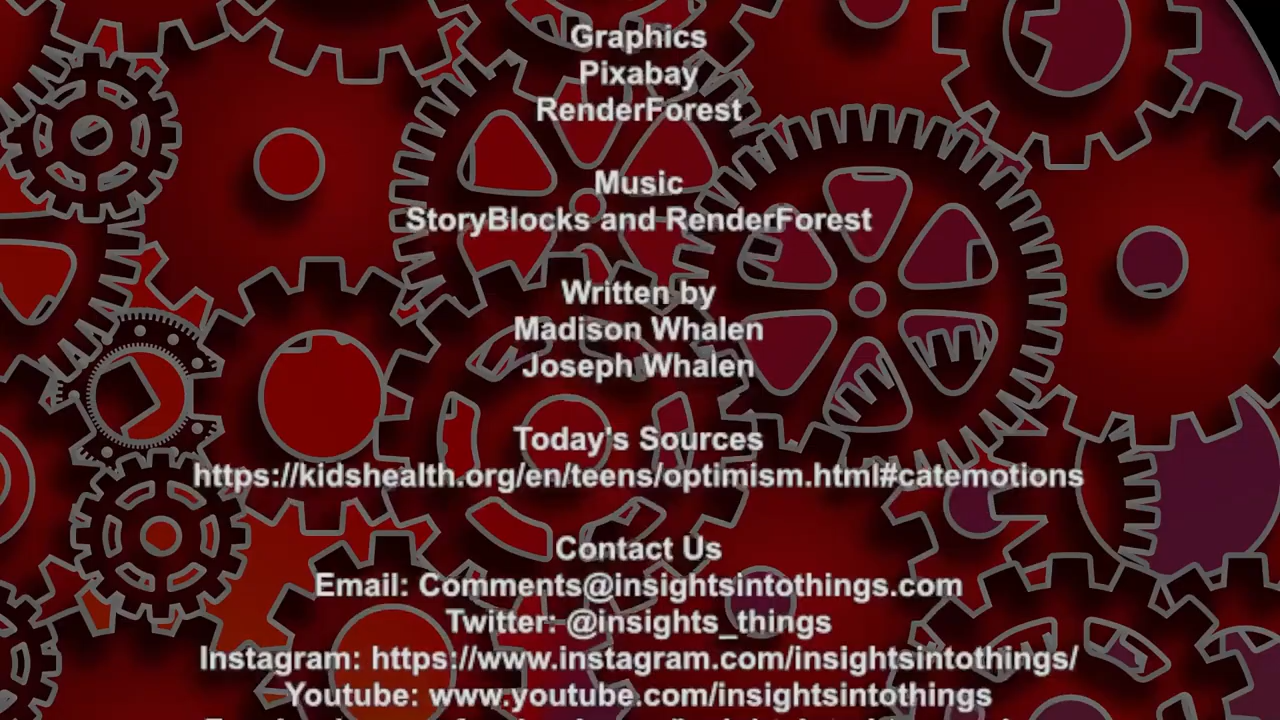 Graphics
Pixabay
RenderForest
Music
StoryBlocks and RenderForest
Written by
Madison Whalen
Joseph Whalen
Today's Sources
https://kidshealth.org/en/teens/optimism.html#catemotions
Contact Us
Email: Comments@insightsintothings.com
Twitter: @insights_things
Instagram: https://www.instagram.com/insightsintothings/
Youtube: www.youtube.com/insightsintothings